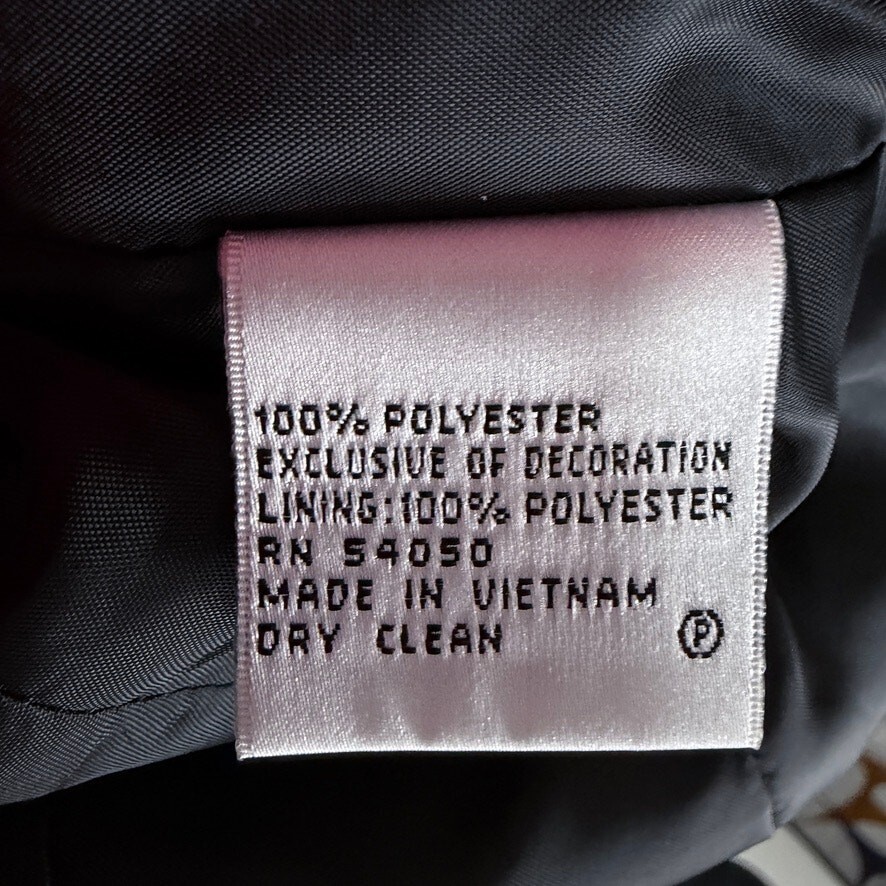 100% POLYESTER
EXCLUSIVE OF DECORATION
LINING:100% POLYESTER
RN 54050
MADE IN VIETNAM
DRY CLEAN P